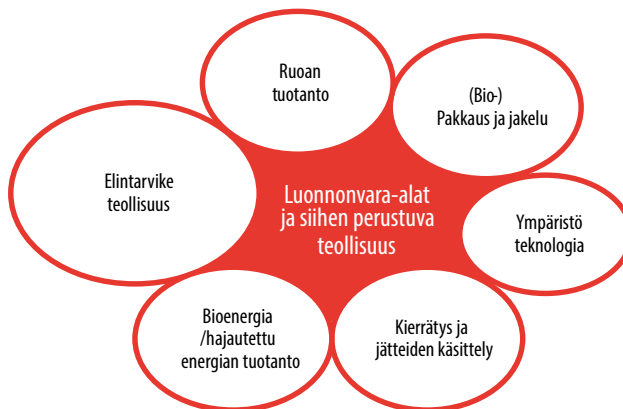 Ruoan
tuotanto
(Bio-)
Pakkaus ja jakelu
Elintarvike
teollisuus
Luonnonvara-alat
ja siihen perustuva
teollisuus
Ympäristö
teknologia
Bioenergia
/hajautettu
energian tuotanto
Kierrätys ja
jätteiden käsittely